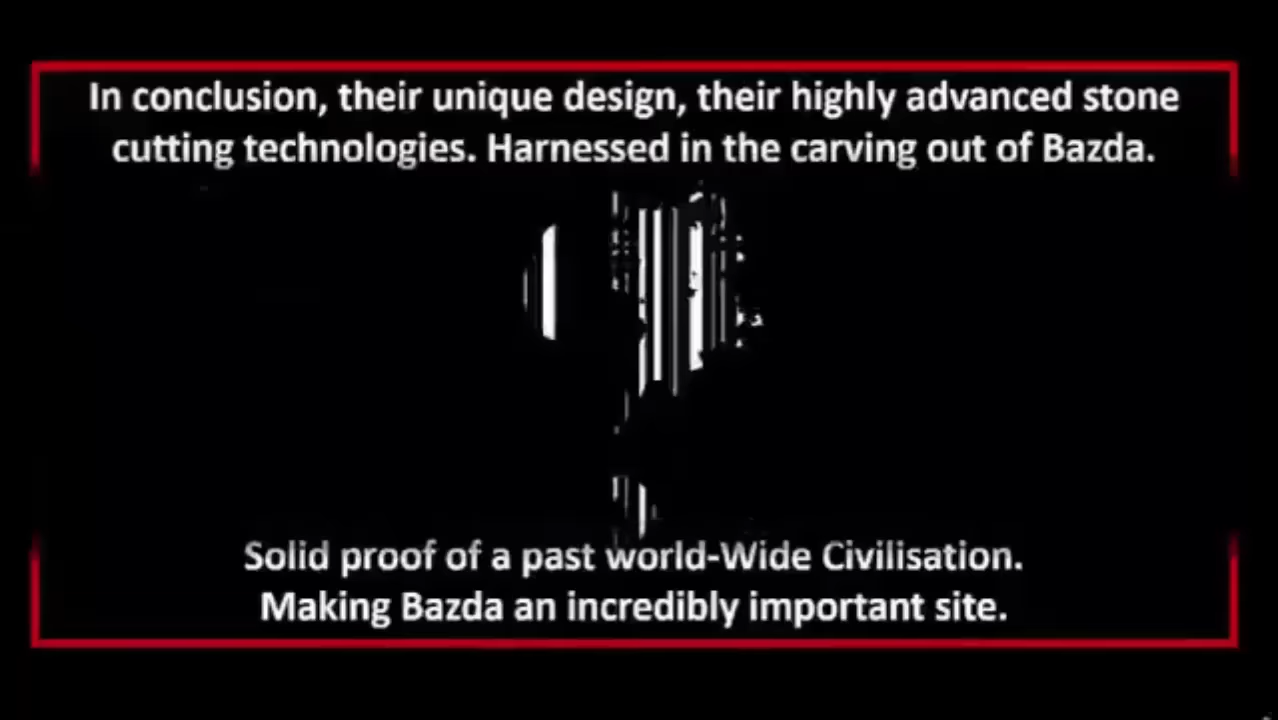 In conclusion, their unique design, their highly advanced stone
cutting technologies. Harnessed in the carving out of Bazda.
Solid proof of a past world-Wide Civilisation.
Making Bazda an incredibly important site.